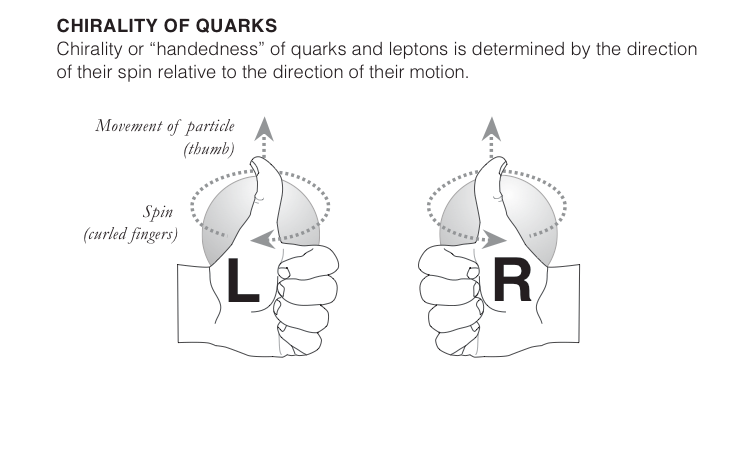 CHIRALITY OF QUARKS
Chirality or “handedness” of quarks and leptons is determined by the direction
of their spin relative to the direction of their motion.
Movement of particle
(thumb)
Spin
(curled fingers)
L
R